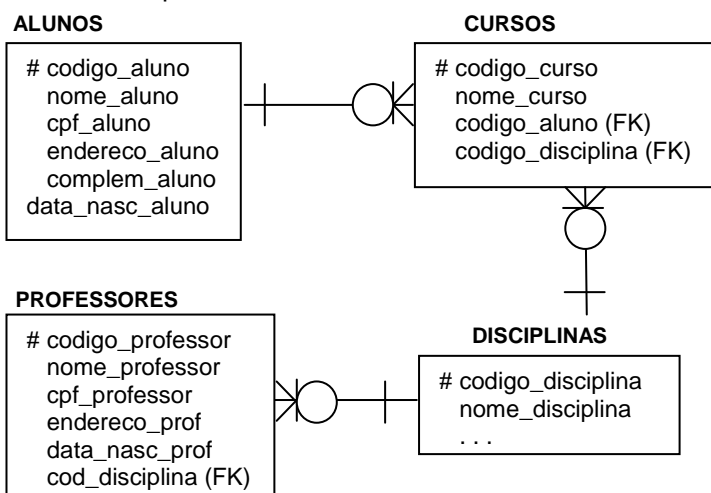 ALUNOS
# codigo_aluno
nome_aluno
cpf_aluno
endereco_aluno
complem_aluno
data_nasc_aluno
CURSOS
# codigo_curso
nome_curso
codigo_aluno (FK)
codigo_disciplina (FK)
PROFESSORES
# codigo_professor
nome_professor
cpf_professor
endereco_prof
data_nasc_prof
cod_disciplina (FK)
DISCIPLINAS
# codigo_disciplina
nome_disciplina
. . .